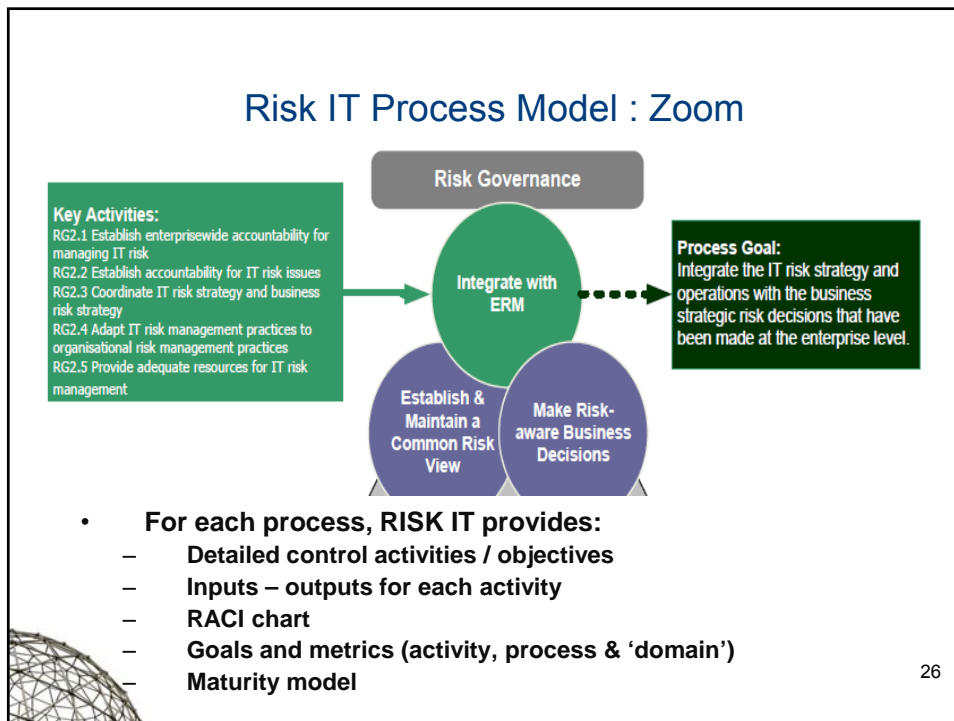 Risk IT Process Model : Zoom
Risk Governance
Key Activities:
RG2.1 Establish enterprisewide accountability for
managing IT risk
RG2.2 Establish accountability for IT risk issues
RG2.3 Coordinate IT risk strategy and business
risk strategy
RG2.4 Adapt IT risk management practices to
organisational risk management practices
RG2.5 Provide adequate resources for IT risk
management
Integrate with
ERM
Process Goal:
Integrate the IT risk strategy and
operations with the business
strategic risk decisions that have
been made at the enterprise level.
Establish &
Maintain a
Common Risk
View
Make Risk-
aware Business
Decisions
• For each process, RISK IT provides:
– Detailed control activities / objectives
– Inputs – outputs for each activity
– RACI chart
– Goals and metrics (activity, process & ‘domain’)
– Maturity model
26